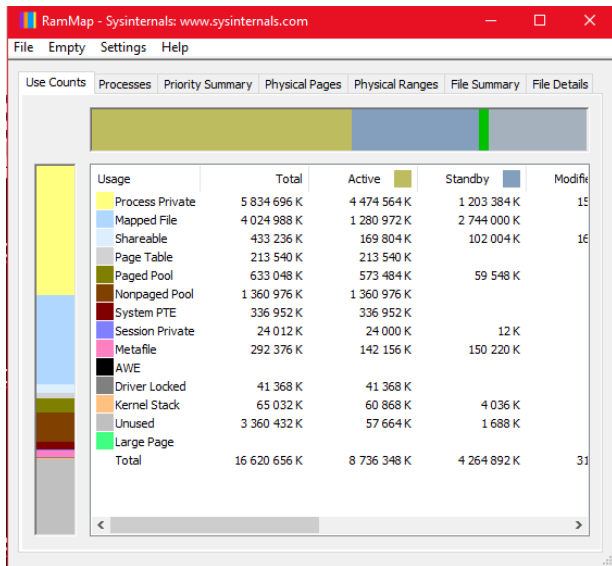 RamMap - Sysinternals: www.sysinternals.com
File Empty Settings Help
Use Counts Processes Priority Summary Physical Pages Physical Ranges File Summary File Details
Usage Total Active Standby Modifie
Process Private 5 834 696 K 4 474 564 K 1 203 384 K 15
Mapped File 4 024 988 K 1 280 972 K 2 744 000 K
Shareable 433 236 K 169 804 K 102 004 K 16
Page Table 213 540 K 213 540 K
Paged Pool 633 048 K 573 484 K 59 548 K
Nonpaged Pool 1 360 976 K 1 360 976 K
System PTE 336 952 K 336 952 K
Session Private 24 012 K 24 000 K 12 K
Metafile 292 376 K 142 156 K 150 220 K
AWE
Driver Locked 41 368 K 41 368 K
Kernel Stack 65 032 K 60 868 K 4 036 K
Unused 3 360 432 K 57 664 K 1 688 K
Large Page
Total 16 620 656 K 8 736 348 K 4 264 892 K 31